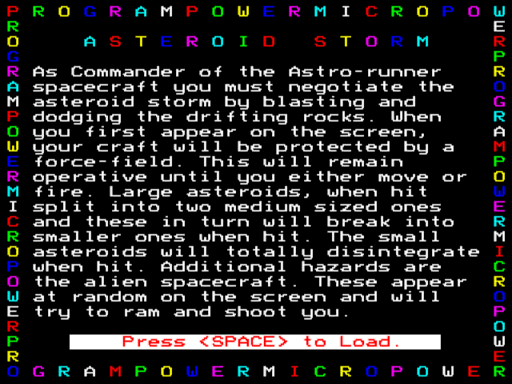 P R O G R A M P O W E R M I C R O P O W
E R P R O G R A M P O W E R M I C R O P O W E R
R O G R A M P O W E R M I C R O P O W E R P R
O G R A M P O W E R M I C R O P O W E R
A S T E R O I D S T O R M
As Commander of the Astro-runner
spacecraft you must negotiate the
asteroid storm by blasting and
dodging the drifting rocks. When
you first appear on the screen,
your craft will be protected by a
force-field. This will remain
operative until you either move or
fire. Large asteroids, when hit
split into two medium sized ones
and these in turn will break into
smaller ones when hit. The small
asteroids will totally disintegrate
when hit. Additional hazards are
the alien spacecraft. These appear
at random on the screen and will
try to ram and shoot you.
Press <SPACE> to Load.